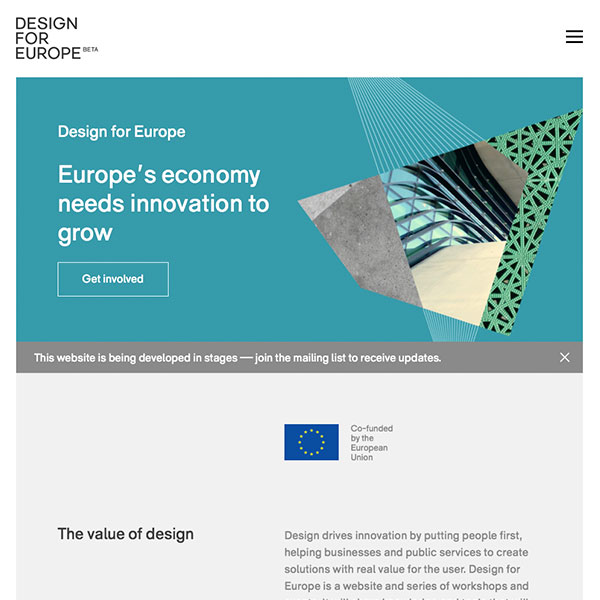 DESIGN
FOR
EUROPE BETA
Design for Europe
Europe's economy
needs innovation to
grow
Get involved
This website is being developed in stages — join the mailing list to receive updates.
Co-funded
by the
European
Union
The value of design
Design drives innovation by putting people first,
helping businesses and public services to create
solutions with real value for the user. Design for
Europe is a website and series of workshops and